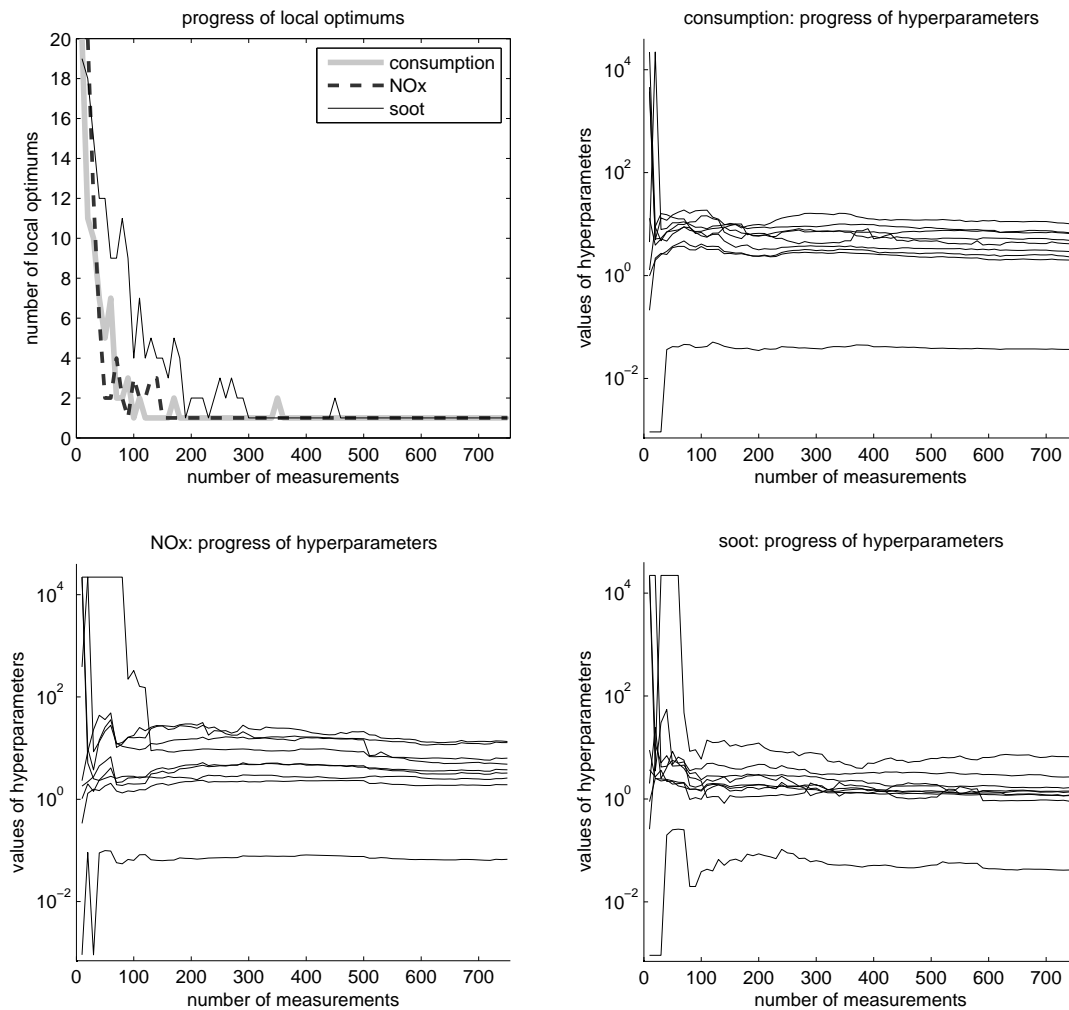 progress of local optimums
20
18
16
14
12
10
8
6
4
2
0
number of local optimums
consumption
NOx
soot
0 100 200 300 400 500 600 700
number of measurements
consumption: progress of hyperparameters
10^4
10^2
10^0
10^−2
values of hyperparameters
0 100 200 300 400 500 600 700
number of measurements
NOx: progress of hyperparameters
10^4
10^2
10^0
10^−2
values of hyperparameters
0 100 200 300 400 500 600 700
number of measurements
soot: progress of hyperparameters
10^4
10^2
10^0
10^−2
values of hyperparameters
0 100 200 300 400 500 600 700
number of measurements